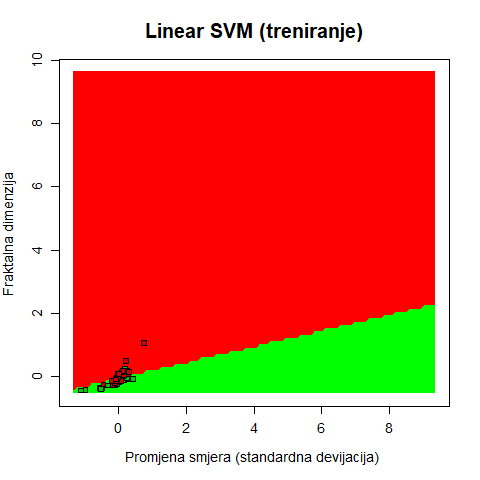 Linear SVM (treniranje)
Fraktalna dimenzija
10
8
6
4
2
0
0 2 4 6 8
Promjena smjera (standardna devijacija)